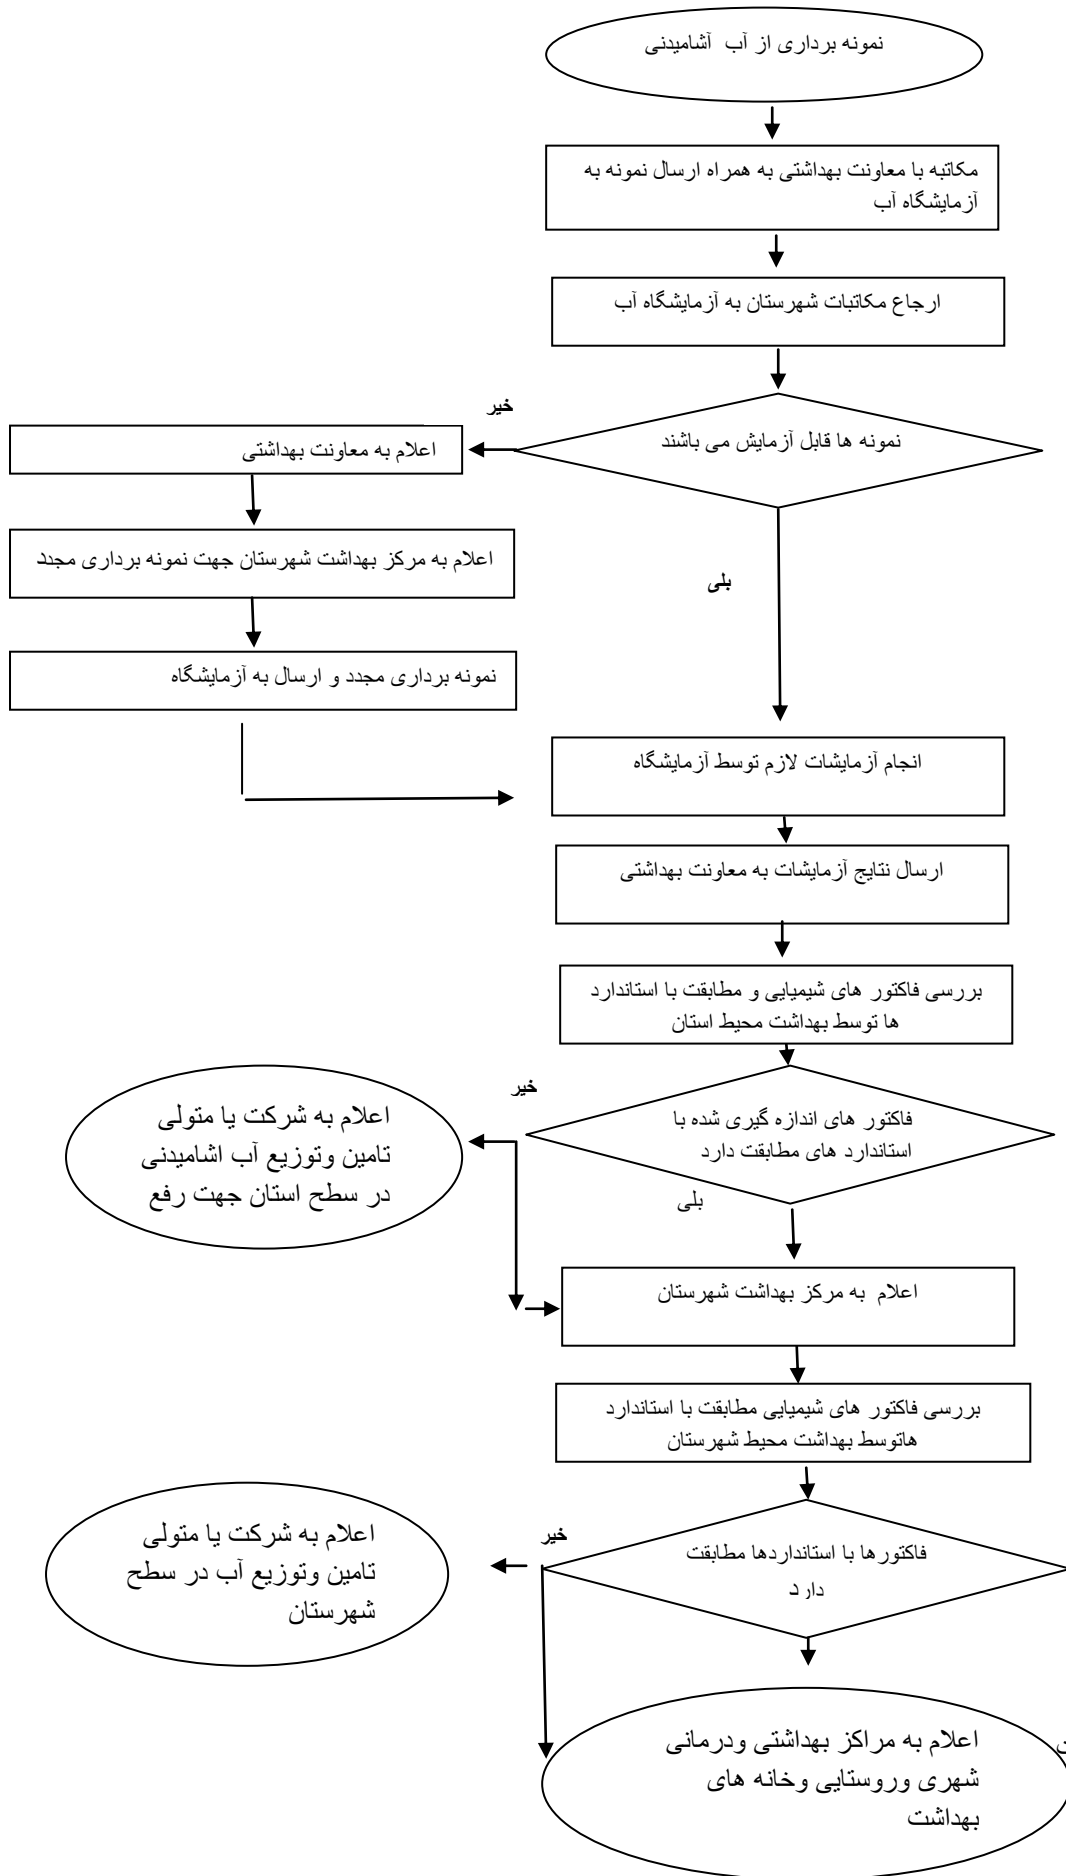 نمونه برداری از آب آشامیدنی
مکاتبه با معاونت بهداشتی به همراه ارسال نمونه به
آزمایشگاه آب
ارجاع مکاتبات شهرستان به آزمایشگاه آب
خیر
نمونه ها قابل آزمایش می باشند
اعلام به معاونت بهداشتی
اعلام به مرکز بهداشت شهرستان جهت نمونه برداری مجدد
بلی
نمونه برداری مجدد و ارسال به آزمایشگاه
انجام آزمایشات لازم توسط آزمایشگاه
ارسال نتایج آزمایشات به معاونت بهداشتی
بررسی فاکتور های شیمیایی و مطابقت با استاندارد
ها توسط بهداشت محیط استان
خیر
فاکتور های اندازه گیری شده با
استاندارد های مطابقت دارد
اعلام به شرکت یا متولی
تامین وتوزیع آب اشامیدنی
در سطح استان جهت رفع
بلی
اعلام به مرکز بهداشت شهرستان
بررسی فاکتور های شیمیایی مطابقت با استاندارد
هاتوسط بهداشت محیط شهرستان
خیر
فاکتورها با استانداردها مطابقت
دارد
اعلام به شرکت یا متولی
تامین وتوزیع آب در سطح
شهرستان
اعلام به مراکز بهداشتی ودرمانی
شهری وروستایی وخانه های
بهداشت